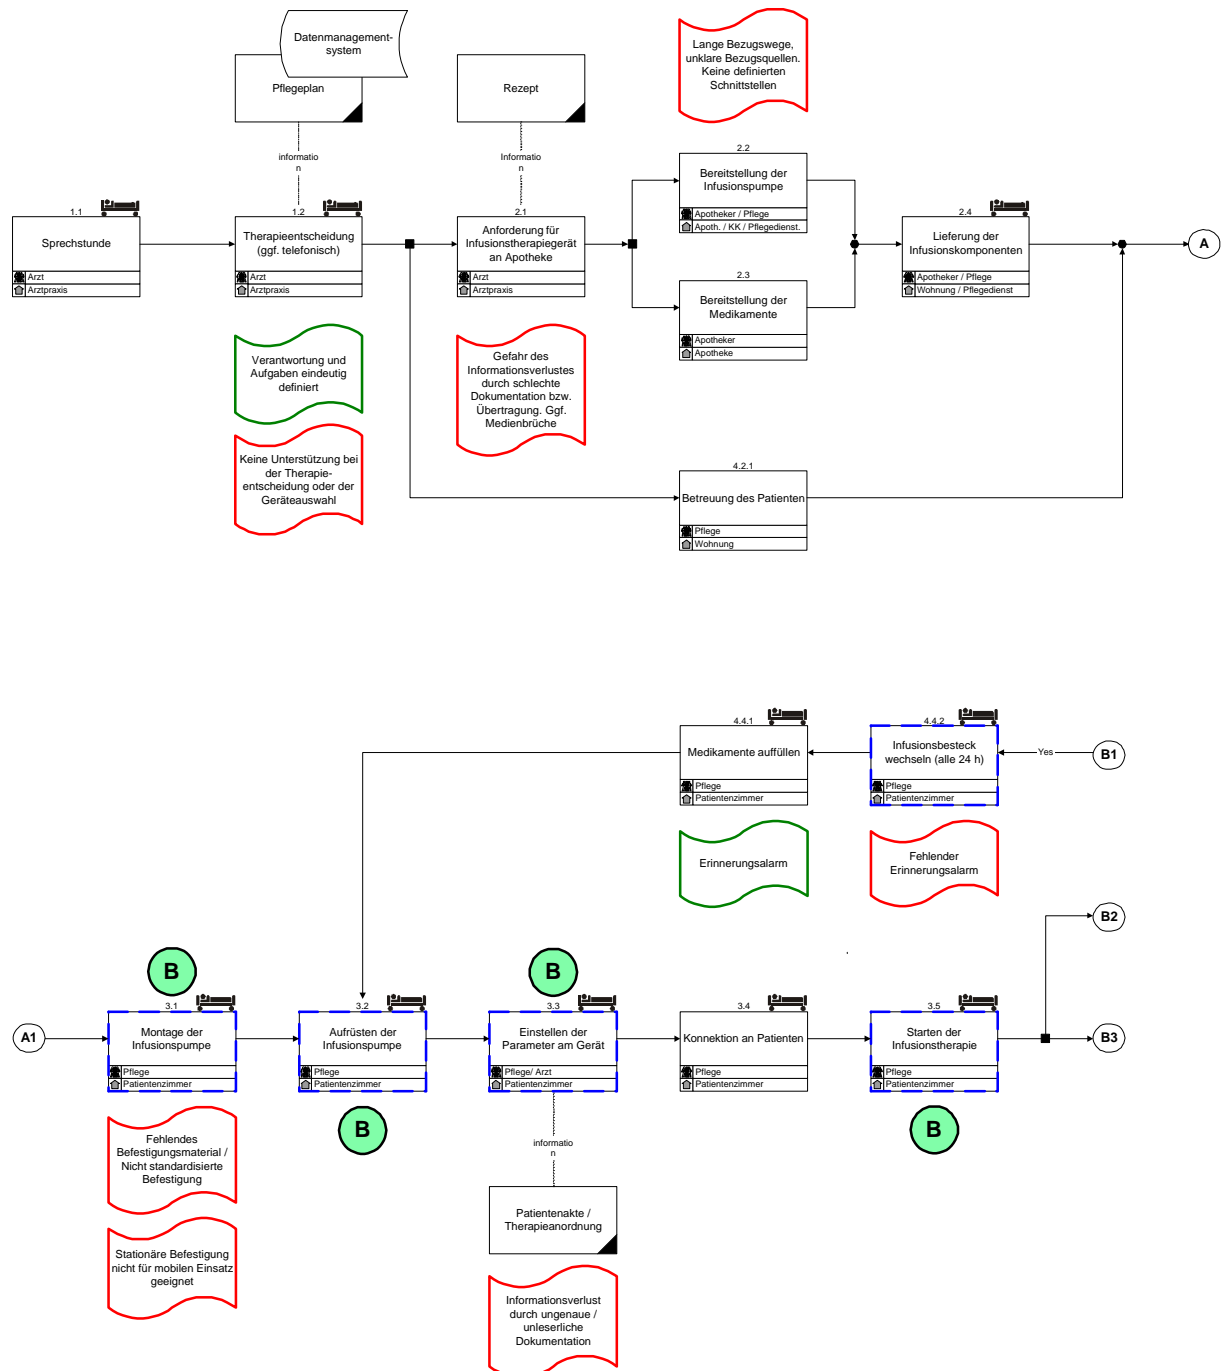 Datenmanagement-
system
Pflegeplan
informatio
n
Rezept
Informatio
n
Lange Bezugswege,
unklare Bezugsquellen.
Keine definierten
Schnittstellen
1.1
Sprechstunde
Arzt
Arztpraxis
1.2
Therapieentscheidung
(ggf. telefonisch)
Arzt
Arztpraxis
2.1
Anforderung für
Infusionstherapiegerät
an Apotheke
Arzt
Arztpraxis
2.2
Bereitstellung der
Infusionspumpe
Apotheker / Pflege
Apoth. / KK / Pflegedienst.
2.3
Bereitstellung der
Medikamente
Apotheker
Apotheke
2.4
Lieferung der
Infusionskomponenten
Apotheker / Pflege
Wohnung / Pflegedienst
A
Verantwortung und
Aufgaben eindeutig
definiert
Keine Unterstützung bei
der Therapie-
entscheidung oder der
Geräteauswahl
Gefahr des
Informationsverlustes
durch schlechte
Dokumentation bzw.
Übertragung. Ggf.
Medienbrüche
4.2.1
Betreuung des Patienten
Pflege
Wohnung
4.4.1
Medikamente auffüllen
Pflege
Patientenzimmer
4.4.2
Infusionsbesteck
wechseln (alle 24 h)
Pflege
Patientenzimmer
Yes
B1
Erinnerungsalarm
Fehlender
Erinnerungsalarm
B2
B
B
A1
3.1
Montage der
Infusionspumpe
Pflege
Patientenzimmer
3.2
Aufrüsten der
Infusionspumpe
Pflege
Patientenzimmer
3.3
Einstellen der
Parameter am Gerät
Pflege/ Arzt
Patientenzimmer
3.4
Konnektion an Patienten
Pflege
Patientenzimmer
3.5
Starten der
Infusionstherapie
Pflege
Patientenzimmer
B3
B
B
Fehlendes
Befestigungsmaterial /
Nicht standardisierte
Befestigung
informatio
n
Patientenakte /
Therapieanordnung
Stationäre Befestigung
nicht für mobilen Einsatz
geeignet
Informationsverlust
durch ungenaue /
unleserliche
Dokumentation